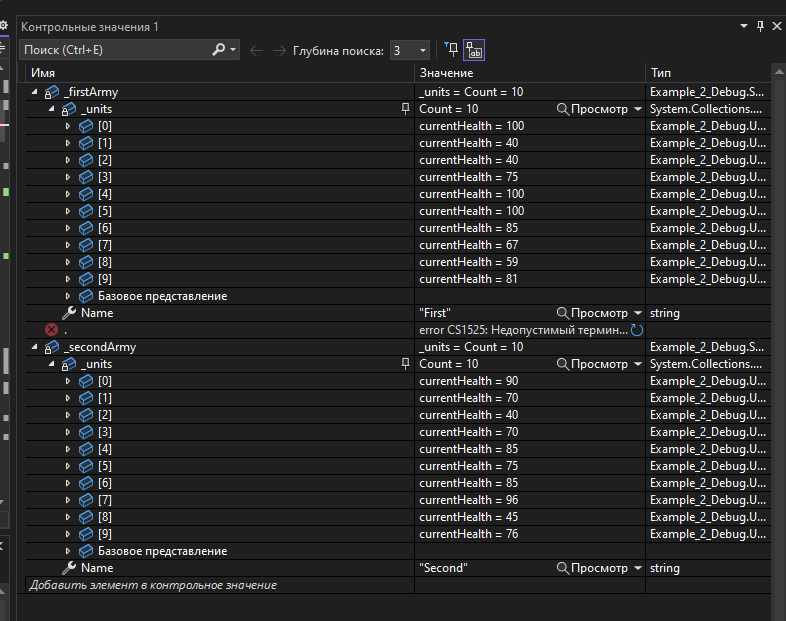 Контрольные значения 1
Поиск (Ctrl+E) Глубина поиска: 3
Имя Значение Тип
_firstArmy _units = Count = 10 Example_2_Debug.S...
_units Count = 10 Просмотр System.Collections....
[0] currentHealth = 100 Example_2_Debug.U...
[1] currentHealth = 40 Example_2_Debug.U...
[2] currentHealth = 40 Example_2_Debug.U...
[3] currentHealth = 75 Example_2_Debug.U...
[4] currentHealth = 100 Example_2_Debug.U...
[5] currentHealth = 100 Example_2_Debug.U...
[6] currentHealth = 85 Example_2_Debug.U...
[7] currentHealth = 67 Example_2_Debug.U...
[8] currentHealth = 59 Example_2_Debug.U...
[9] currentHealth = 81 Example_2_Debug.U...
Базовое представление
Name "First" Просмотр string
. error CS1525: Недопустимый термин...
_secondArmy _units = Count = 10 Example_2_Debug.S...
_units Count = 10 Просмотр System.Collections....
[0] currentHealth = 90 Example_2_Debug.U...
[1] currentHealth = 70 Example_2_Debug.U...
[2] currentHealth = 40 Example_2_Debug.U...
[3] currentHealth = 70 Example_2_Debug.U...
[4] currentHealth = 85 Example_2_Debug.U...
[5] currentHealth = 75 Example_2_Debug.U...
[6] currentHealth = 85 Example_2_Debug.U...
[7] currentHealth = 96 Example_2_Debug.U...
[8] currentHealth = 45 Example_2_Debug.U...
[9] currentHealth = 76 Example_2_Debug.U...
Базовое представление
Name "Second" Просмотр string
Добавить элемент в контрольное значение